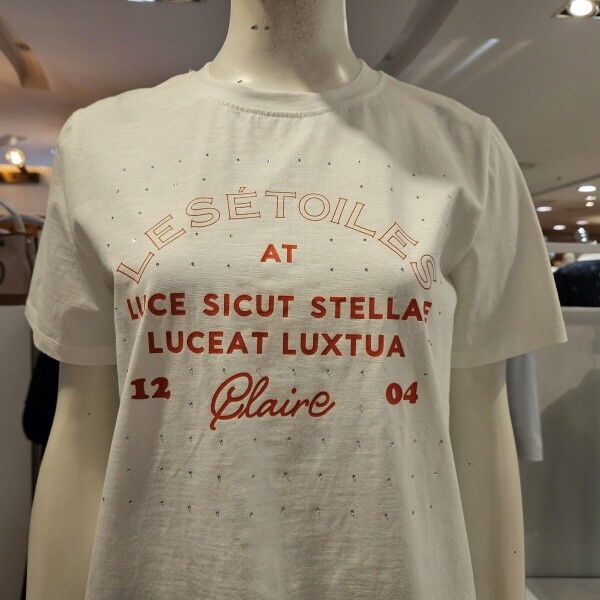 LESÉTOILES
AT
LUCE SICUT STELLAE
LUCEAT LUXTUA
12 Claire 04